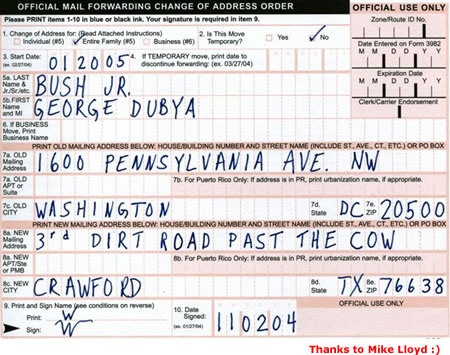 OFFICIAL MAIL FORWARDING CHANGE OF ADDRESS ORDER
OFFICIAL USE ONLY
Please PRINT items 1-10 in blue or black ink. Your signature is required in item 9.
Zone/Route ID No.
1. Change of Address for: (Read Attached Instructions)
Individual (#5) ✓ Entire Family (#5) Business (#6)
2. Is This Move Temporary? Yes ✓ No
Date Entered on Form 3982
M M D D Y Y
3. Start Date: 012005
(ex. 01/27/04)
4. If TEMPORARY move, print date to discontinue forwarding: (ex. 03/27/04)
Expiration Date
M M D D Y Y
5a. LAST Name & Jr./Sr./etc. BUSH JR.
5b. FIRST Name and MI GEORGE DUBYA
Clerk/Carrier Endorsement
6. If BUSINESS Move, Print Business Name
PRINT OLD MAILING ADDRESS BELOW: HOUSE/BUILDING NUMBER AND STREET NAME (INCLUDE ST., AVE., CT., ETC.) OR PO BOX
7a. OLD Mailing Address 1600 PENNSYLVANIA AVE. NW
7a. OLD APT or Suite
7b. For Puerto Rico Only: If address is in PR, print urbanization name, if appropriate.
7c. OLD CITY WASHINGTON 7d. State DC 7e. ZIP 20500
PRINT NEW MAILING ADDRESS BELOW: HOUSE/BUILDING NUMBER AND STREET NAME (INCLUDE ST., AVE., CT., ETC.) OR PO BOX
8a. NEW Mailing Address 3rd DIRT ROAD PAST THE COW
8a. NEW APT/Ste or PMB
8b. For Puerto Rico Only: If address is in PR, print urbanization name, if appropriate.
8c. NEW CITY CRAWFORD 8d. State TX 8e. ZIP 76638
9. Print and Sign Name (see conditions on reverse)
Print: W
Sign: W
10. Date Signed: 110204
(ex. 01/27/04)
OFFICIAL USE ONLY
Thanks to Mike Lloyd :)